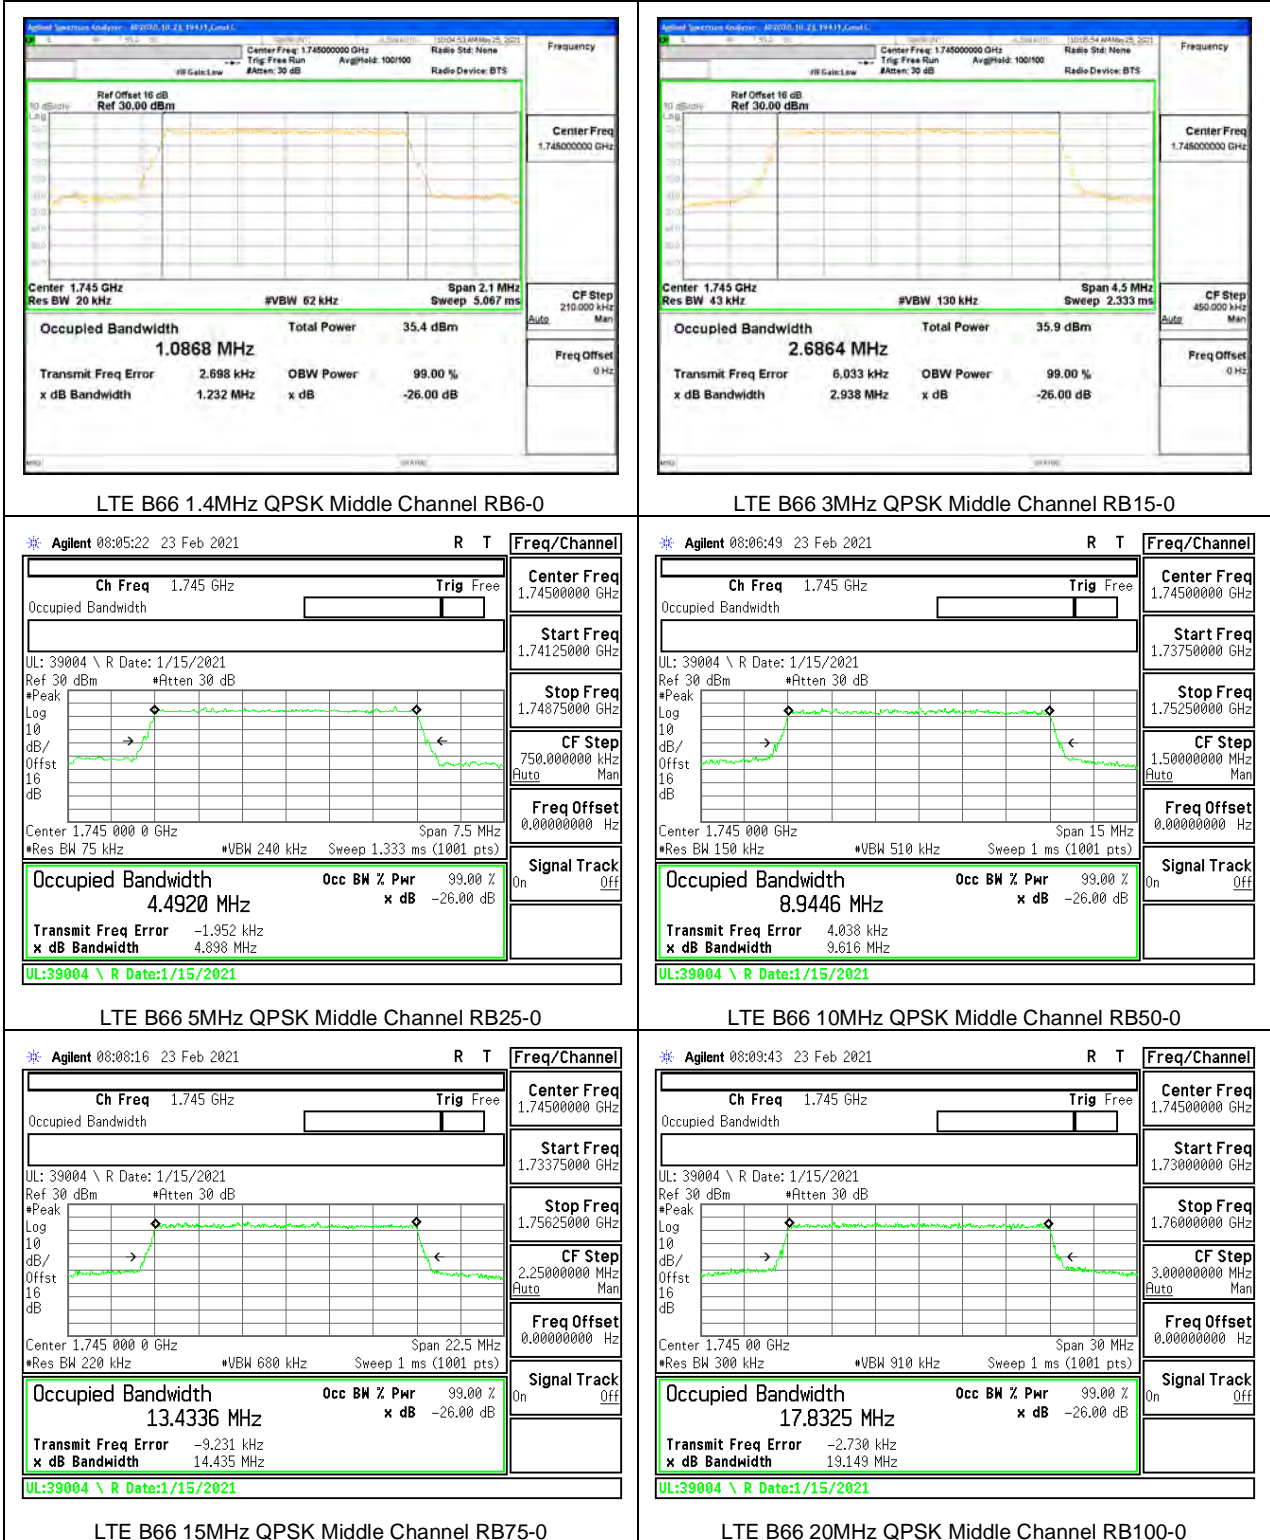 Center Freq: 1.745000000 GHz
Radio Std: None
Frequency
Trig: Free Run
Avg|Hold: 100/100
#IFGain:Low
#Atten: 30 dB
Radio Device: BTS
Ref Offset 16 dB
10 dB/div
Ref 30.00 dBm
Log
Center Freq
1.745000000 GHz
Center 1.745 GHz
Span 2.1 MHz
Res BW 20 kHz
#VBW 62 kHz
Sweep 5.067 ms
CF Step
210.000 kHz
Auto Man
Occupied Bandwidth
Total Power
35.4 dBm
1.0868 MHz
Freq Offset
0 Hz
Transmit Freq Error
2.698 kHz
OBW Power
99.00 %
x dB Bandwidth
1.232 MHz
x dB
-26.00 dB
LTE B66 1.4MHz QPSK Middle Channel RB6-0
Center Freq: 1.745000000 GHz
Radio Std: None
Frequency
Trig: Free Run
Avg|Hold: 100/100
#IFGain:Low
#Atten: 30 dB
Radio Device: BTS
Ref Offset 16 dB
10 dB/div
Ref 30.00 dBm
Log
Center Freq
1.745000000 GHz
Center 1.745 GHz
Span 4.5 MHz
Res BW 43 kHz
#VBW 130 kHz
Sweep 2.333 ms
CF Step
450.000 kHz
Auto Man
Occupied Bandwidth
Total Power
35.9 dBm
2.6864 MHz
Freq Offset
0 Hz
Transmit Freq Error
6.033 kHz
OBW Power
99.00 %
x dB Bandwidth
2.938 MHz
x dB
-26.00 dB
LTE B66 3MHz QPSK Middle Channel RB15-0
Agilent 08:05:22 23 Feb 2021
R T
Freq/Channel
Ch Freq 1.745 GHz
Trig Free
Occupied Bandwidth
Center Freq
1.74500000 GHz
Start Freq
1.74125000 GHz
UL: 39004 \ R Date: 1/15/2021
Ref 30 dBm
#Atten 30 dB
#Peak
Log
10
dB/
Offst
16
dB
Stop Freq
1.74875000 GHz
CF Step
750.000000 kHz
Auto Man
Freq Offset
0.00000000 Hz
Center 1.745 000 0 GHz
Span 7.5 MHz
#Res BW 75 kHz
#VBW 240 kHz
Sweep 1.333 ms (1001 pts)
Signal Track
On Off
Occupied Bandwidth
Occ BW % Pwr 99.00 %
4.4920 MHz
x dB -26.00 dB
Transmit Freq Error -1.952 kHz
x dB Bandwidth 4.898 MHz
UL:39004 \ R Date:1/15/2021
LTE B66 5MHz QPSK Middle Channel RB25-0
Agilent 08:06:49 23 Feb 2021
R T
Freq/Channel
Ch Freq 1.745 GHz
Trig Free
Occupied Bandwidth
Center Freq
1.74500000 GHz
Start Freq
1.73750000 GHz
UL: 39004 \ R Date: 1/15/2021
Ref 30 dBm
#Atten 30 dB
#Peak
Log
10
dB/
Offst
16
dB
Stop Freq
1.75250000 GHz
CF Step
1.50000000 MHz
Auto Man
Freq Offset
0.00000000 Hz
Center 1.745 000 GHz
Span 15 MHz
#Res BW 150 kHz
#VBW 510 kHz
Sweep 1 ms (1001 pts)
Signal Track
On Off
Occupied Bandwidth
Occ BW % Pwr 99.00 %
8.9446 MHz
x dB -26.00 dB
Transmit Freq Error 4.038 kHz
x dB Bandwidth 9.616 MHz
UL:39004 \ R Date:1/15/2021
LTE B66 10MHz QPSK Middle Channel RB50-0
Agilent 08:08:16 23 Feb 2021
R T
Freq/Channel
Ch Freq 1.745 GHz
Trig Free
Occupied Bandwidth
Center Freq
1.74500000 GHz
Start Freq
1.73375000 GHz
UL: 39004 \ R Date: 1/15/2021
Ref 30 dBm
#Atten 30 dB
#Peak
Log
10
dB/
Offst
16
dB
Stop Freq
1.75625000 GHz
CF Step
2.25000000 MHz
Auto Man
Freq Offset
0.00000000 Hz
Center 1.745 000 0 GHz
Span 22.5 MHz
#Res BW 220 kHz
#VBW 680 kHz
Sweep 1 ms (1001 pts)
Signal Track
On Off
Occupied Bandwidth
Occ BW % Pwr 99.00 %
13.4336 MHz
x dB -26.00 dB
Transmit Freq Error -9.231 kHz
x dB Bandwidth 14.435 MHz
UL:39004 \ R Date:1/15/2021
LTE B66 15MHz QPSK Middle Channel RB75-0
Agilent 08:09:43 23 Feb 2021
R T
Freq/Channel
Ch Freq 1.745 GHz
Trig Free
Occupied Bandwidth
Center Freq
1.74500000 GHz
Start Freq
1.73000000 GHz
UL: 39004 \ R Date: 1/15/2021
Ref 30 dBm
#Atten 30 dB
#Peak
Log
10
dB/
Offst
16
dB
Stop Freq
1.76000000 GHz
CF Step
3.00000000 MHz
Auto Man
Freq Offset
0.00000000 Hz
Center 1.745 00 GHz
Span 30 MHz
#Res BW 300 kHz
#VBW 910 kHz
Sweep 1 ms (1001 pts)
Signal Track
On Off
Occupied Bandwidth
Occ BW % Pwr 99.00 %
17.8325 MHz
x dB -26.00 dB
Transmit Freq Error -2.730 kHz
x dB Bandwidth 19.149 MHz
UL:39004 \ R Date:1/15/2021
LTE B66 20MHz QPSK Middle Channel RB100-0